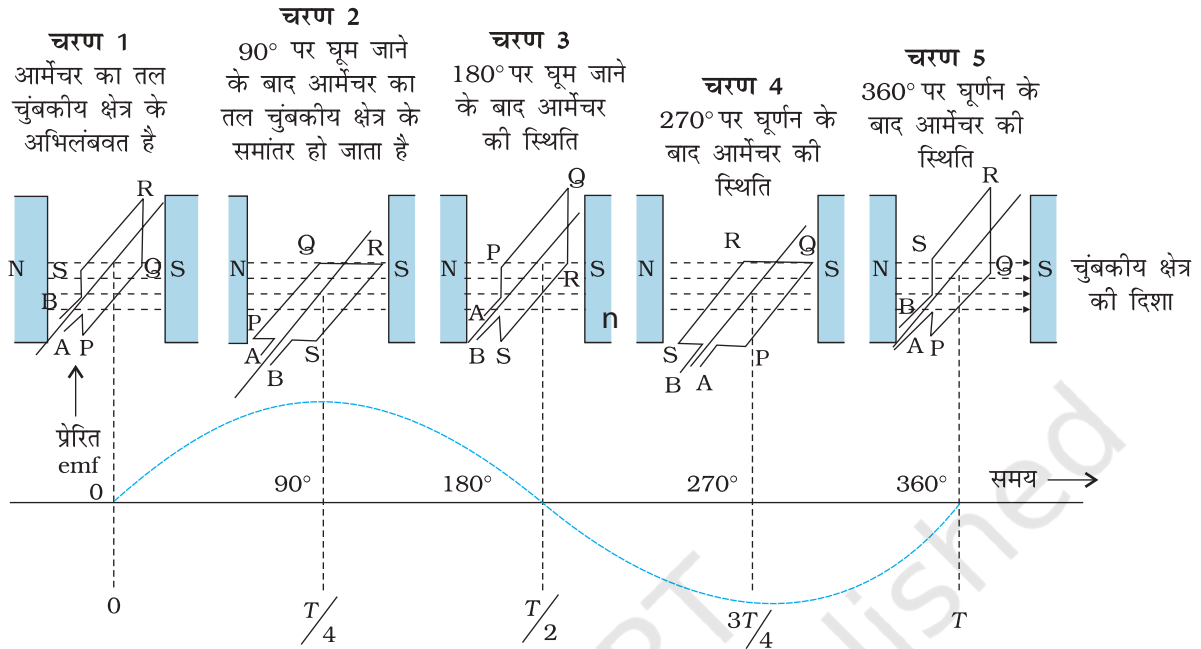 चरण 1
आर्मेचर का तल
चुंबकीय क्षेत्र के
अभिलंबवत है
चरण 2
90° पर घूम जाने
के बाद आर्मेचर का
तल चुंबकीय क्षेत्र के
समांतर हो जाता है
चरण 3
180° पर घूम जाने
के बाद आर्मेचर
की स्थिति
चरण 4
270° पर घूर्णन के
बाद आर्मेचर की
स्थिति
चरण 5
360° पर घूर्णन के
बाद आर्मेचर की
स्थिति
N
R
S
Q
S
B
A
P
N
Q
R
S
P
A
B
S
Q
P
N
R
S
A
B
S
n
R
Q
N
S
S
P
B
A
R
S
N
Q
S
B
A
P
चुंबकीय क्षेत्र
की दिशा
प्रेरित
emf
0
90°
180°
270°
360°
समय
0
T/4
T/2
3T/4
T